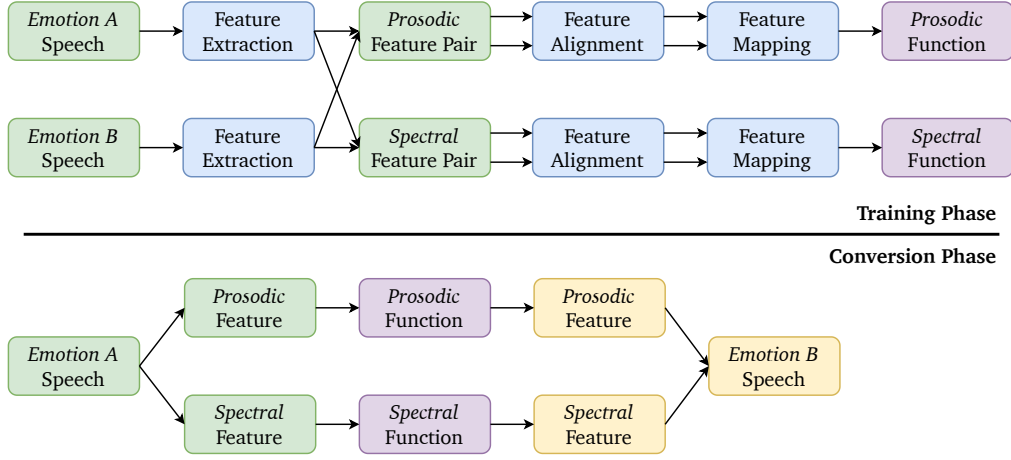 Emotion A
Speech
Feature
Extraction
Prosodic
Feature Pair
Feature
Alignment
Feature
Mapping
Prosodic
Function
Emotion B
Speech
Feature
Extraction
Spectral
Feature Pair
Feature
Alignment
Feature
Mapping
Spectral
Function
Training Phase
Conversion Phase
Emotion A
Speech
Prosodic
Feature
Prosodic
Function
Prosodic
Feature
Spectral
Feature
Spectral
Function
Spectral
Feature
Emotion B
Speech